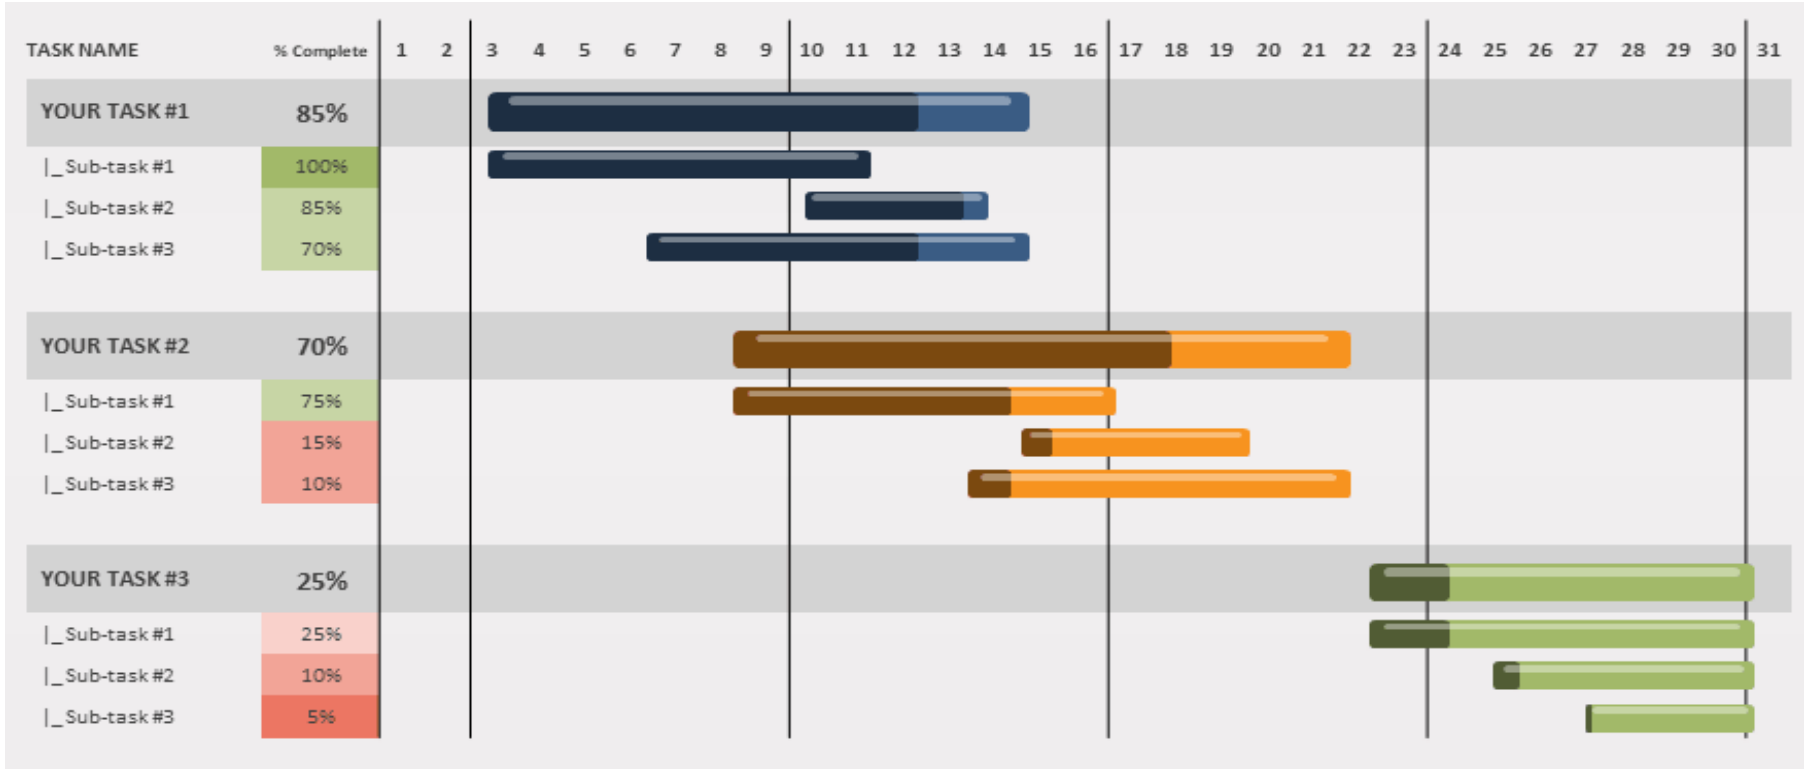 TASK NAME % Complete 1 2 3 4 5 6 7 8 9 10 11 12 13 14 15 16 17 18 19 20 21 22 23 24 25 26 27 28 29 30 31
YOUR TASK #1 85%
|_Sub-task #1 100%
|_Sub-task #2 85%
|_Sub-task #3 70%
YOUR TASK #2 70%
|_Sub-task #1 75%
|_Sub-task #2 15%
|_Sub-task #3 10%
YOUR TASK #3 25%
|_Sub-task #1 25%
|_Sub-task #2 10%
|_Sub-task #3 5%